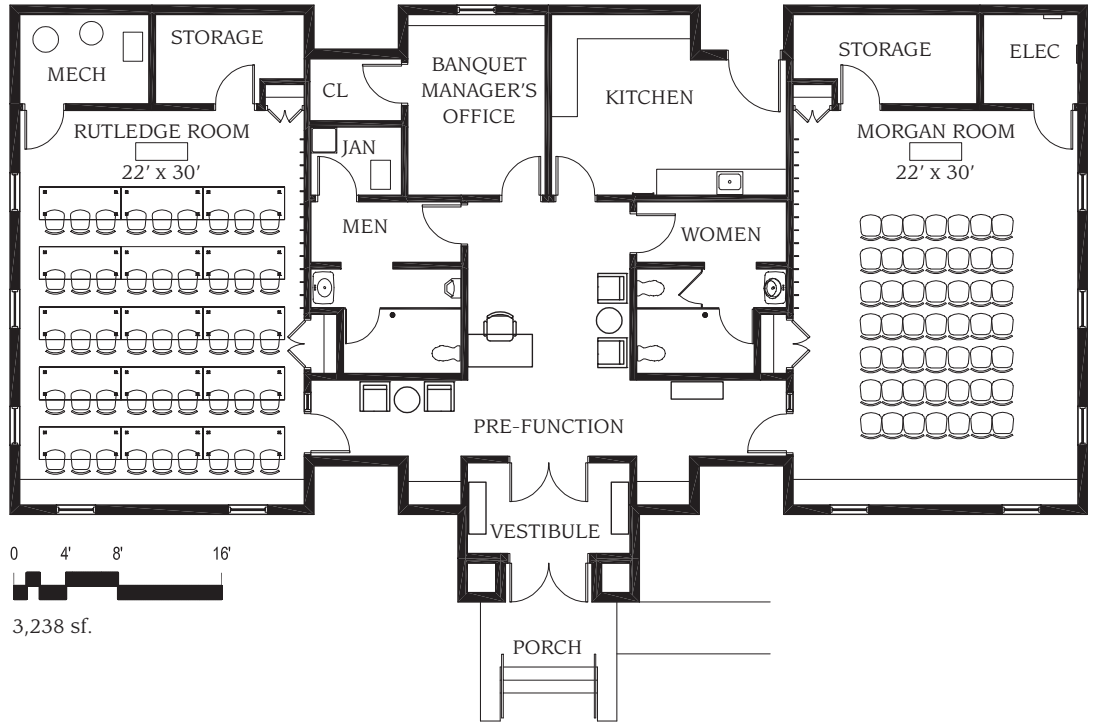 MECH
STORAGE
CL
BANQUET
MANAGER'S
OFFICE
KITCHEN
STORAGE
ELEC
RUTLEDGE ROOM
22' x 30'
JAN
MORGAN ROOM
22' x 30'
MEN
WOMEN
PRE-FUNCTION
VESTIBULE
0 4' 8' 16'
3,238 sf.
PORCH